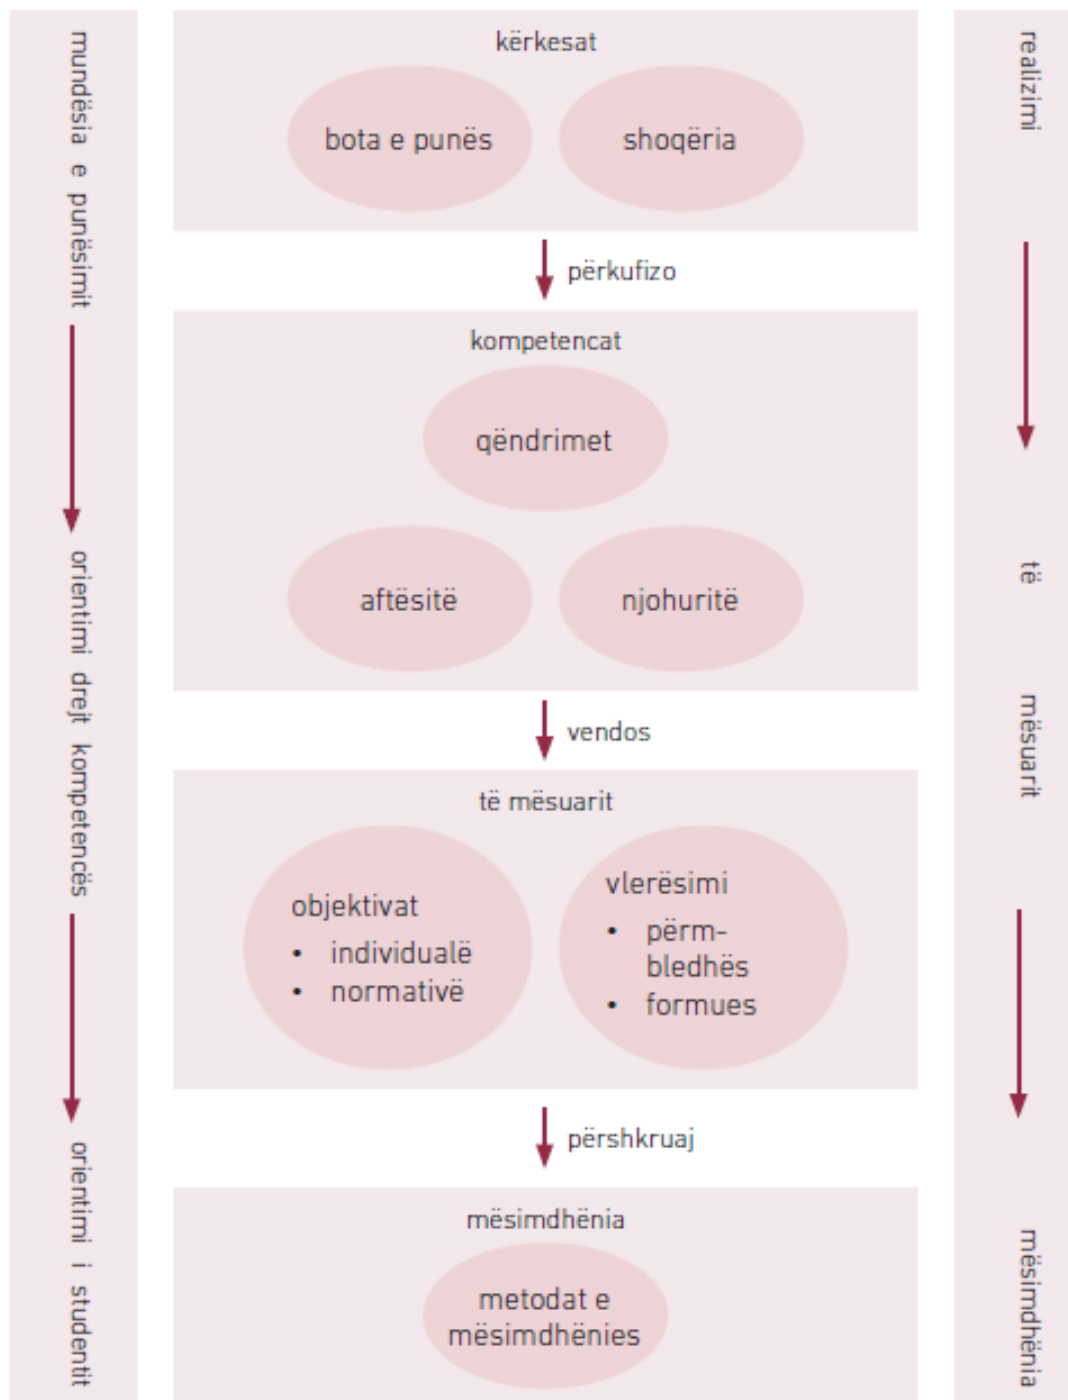 mundësia e punësimit
orientimi drejt kompetencës
orientimi i studentit
kërkesat
bota e punës
shoqëria
përkufizo
kompetencat
qëndrimet
aftësitë
njohuritë
vendos
të mësuarit
objektivat
• individualë
• normativë
vlerësimi
• përm-
bledhës
• formues
përshkruaj
mësimdhënia
metodat e
mësimdhënies
realizimi
të
mësuarit
mësimdhënia